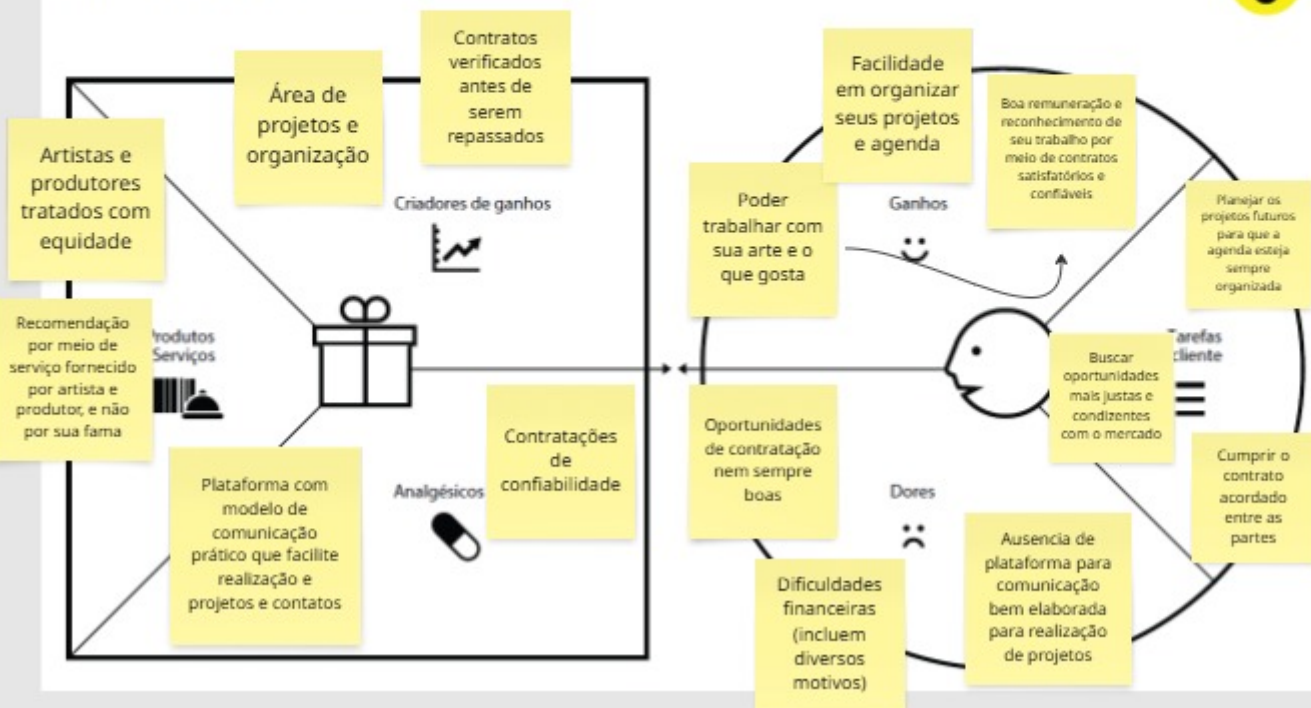 Contratos
verificados
antes de
serem
repassados
Área de
projetos e
organização
Artistas e
produtores
tratados com
equidade
Criadores de ganhos
Recomendação
por meio de
serviço fornecido
por artista e
produtor, e não
por sua fama
Produtos
Serviços
Contratações
de
confiabilidade
Analgésicos
Plataforma com
modelo de
comunicação
prático que facilite
realização e
projetos e contatos
Facilidade
em organizar
seus projetos
e agenda
Boa remuneração e
reconhecimento de
seu trabalho por
meio de contratos
satisfatórios e
confiáveis
Poder
trabalhar com
sua arte e o
que gosta
Ganhos
Planejar os
projetos futuros
para que a
agenda esteja
sempre
organizada
Tarefas
cliente
Buscar
oportunidades
mais justas e
condizentes
com o mercado
Oportunidades
de contratação
nem sempre
boas
Dores
Cumprir o
contrato
acordado
entre as
partes
Dificuldades
financeiras
(incluem
diversos
motivos)
Ausencia de
plataforma para
comunicação
bem elaborada
para realização
de projetos